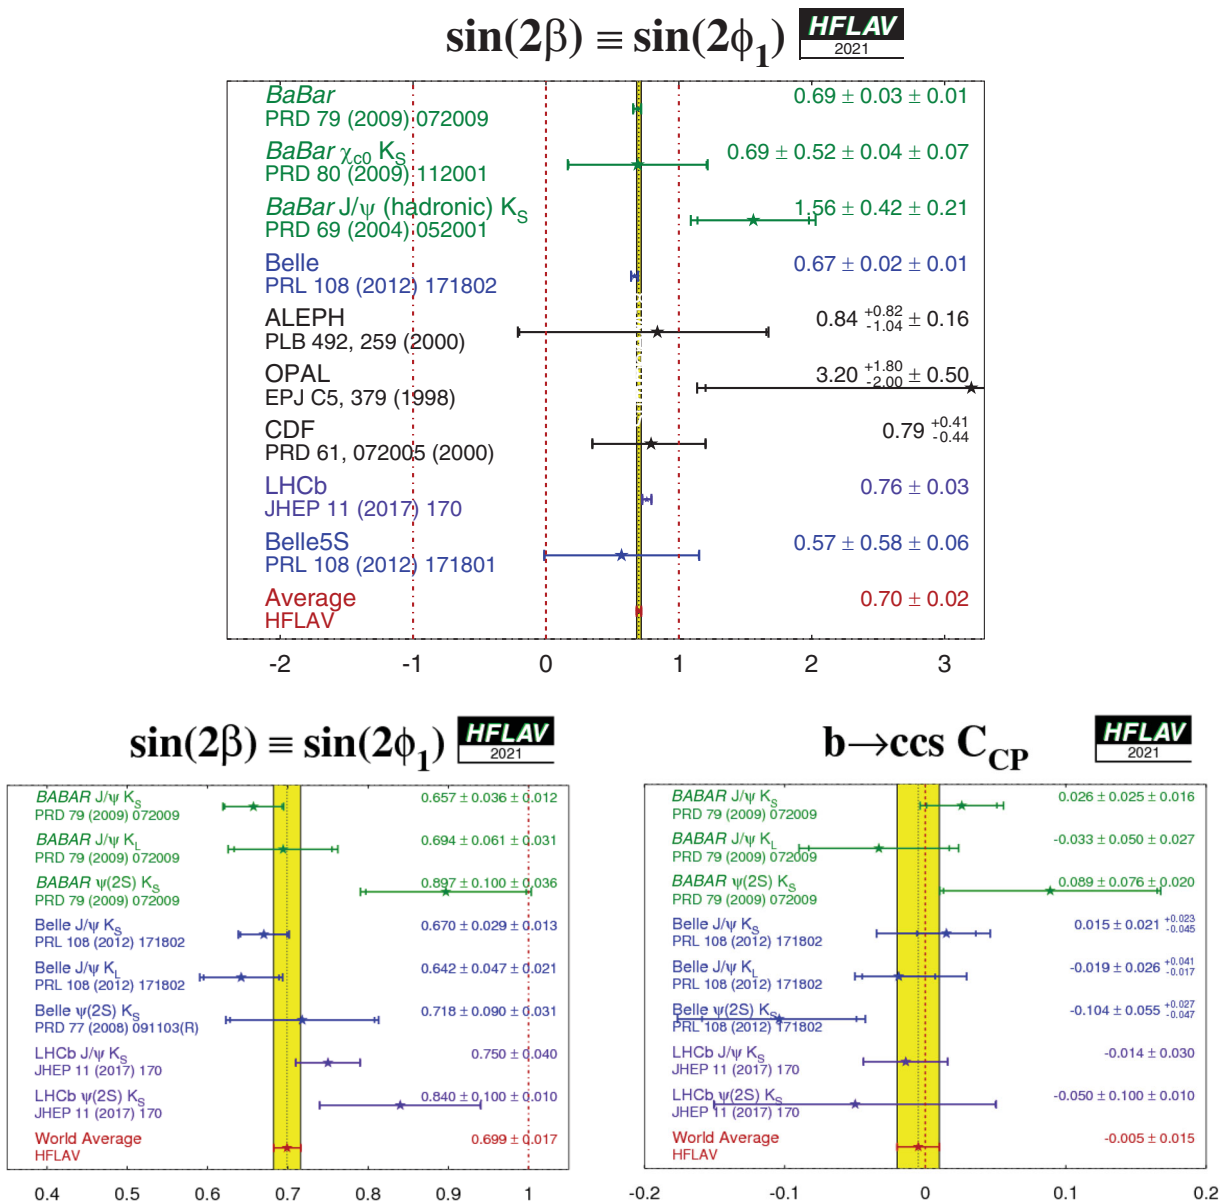 sin(2β) ≡ sin(2ϕ₁) HFLAV 2021
BaBar
PRD 79 (2009) 072009
0.69 ± 0.03 ± 0.01
BaBar χc0 KS
PRD 80 (2009) 112001
0.69 ± 0.52 ± 0.04 ± 0.07
BaBar J/ψ (hadronic) KS
PRD 69 (2004) 052001
1.56 ± 0.42 ± 0.21
Belle
PRL 108 (2012) 171802
0.67 ± 0.02 ± 0.01
ALEPH
PLB 492, 259 (2000)
0.84 +0.82 -1.04 ± 0.16
OPAL
EPJ C5, 379 (1998)
3.20 +1.80 -2.00 ± 0.50
CDF
PRD 61, 072005 (2000)
0.79 +0.41 -0.44
LHCb
JHEP 11 (2017) 170
0.76 ± 0.03
Belle5S
PRL 108 (2012) 171801
0.57 ± 0.58 ± 0.06
Average
HFLAV
0.70 ± 0.02
-2 -1 0 1 2 3
sin(2β) ≡ sin(2ϕ₁) HFLAV 2021
BABAR J/ψ KS
PRD 79 (2009) 072009
0.657 ± 0.036 ± 0.012
BABAR J/ψ KL
PRD 79 (2009) 072009
0.694 ± 0.061 ± 0.031
BABAR ψ(2S) KS
PRD 79 (2009) 072009
0.897 ± 0.100 ± 0.036
Belle J/ψ KS
PRL 108 (2012) 171802
0.670 ± 0.029 ± 0.013
Belle J/ψ KL
PRL 108 (2012) 171802
0.642 ± 0.047 ± 0.021
Belle ψ(2S) KS
PRD 77 (2008) 091103(R)
0.718 ± 0.090 ± 0.031
LHCb J/ψ KS
JHEP 11 (2017) 170
0.750 ± 0.040
LHCb ψ(2S) KS
JHEP 11 (2017) 170
0.840 ± 0.100 ± 0.010
World Average
HFLAV
0.699 ± 0.017
0.4 0.5 0.6 0.7 0.8 0.9 1
b→ccs CCP HFLAV 2021
BABAR J/ψ KS
PRD 79 (2009) 072009
0.026 ± 0.025 ± 0.016
BABAR J/ψ KL
PRD 79 (2009) 072009
-0.033 ± 0.050 ± 0.027
BABAR ψ(2S) KS
PRD 79 (2009) 072009
0.089 ± 0.076 ± 0.020
Belle J/ψ KS
PRL 108 (2012) 171802
0.015 ± 0.021 +0.023 -0.045
Belle J/ψ KL
PRL 108 (2012) 171802
-0.019 ± 0.026 +0.041 -0.017
Belle ψ(2S) KS
PRL 108 (2012) 171802
-0.104 ± 0.055 +0.027 -0.047
LHCb J/ψ KS
JHEP 11 (2017) 170
-0.014 ± 0.030
LHCb ψ(2S) KS
JHEP 11 (2017) 170
-0.050 ± 0.100 ± 0.010
World Average
HFLAV
-0.005 ± 0.015
-0.2 -0.1 0 0.1 0.2